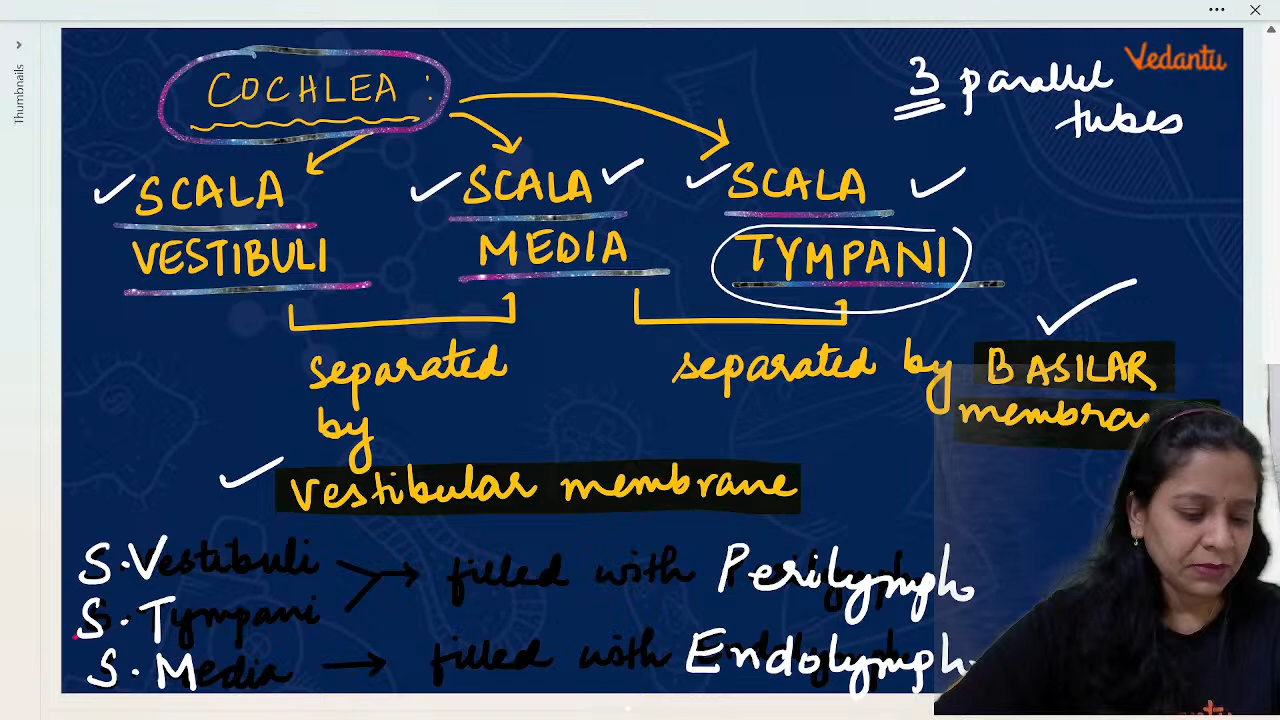 Thumbnails
Vedantu
COCHLEA :
3 parallel
tubes
SCALA
VESTIBULI
SCALA
MEDIA
SCALA
TYMPANI
separated
by
vestibular membrane
separated by BASILAR
S.Vestibuli
S.Tympani
filled with Perilymph
S.Media
filled with Endolymph